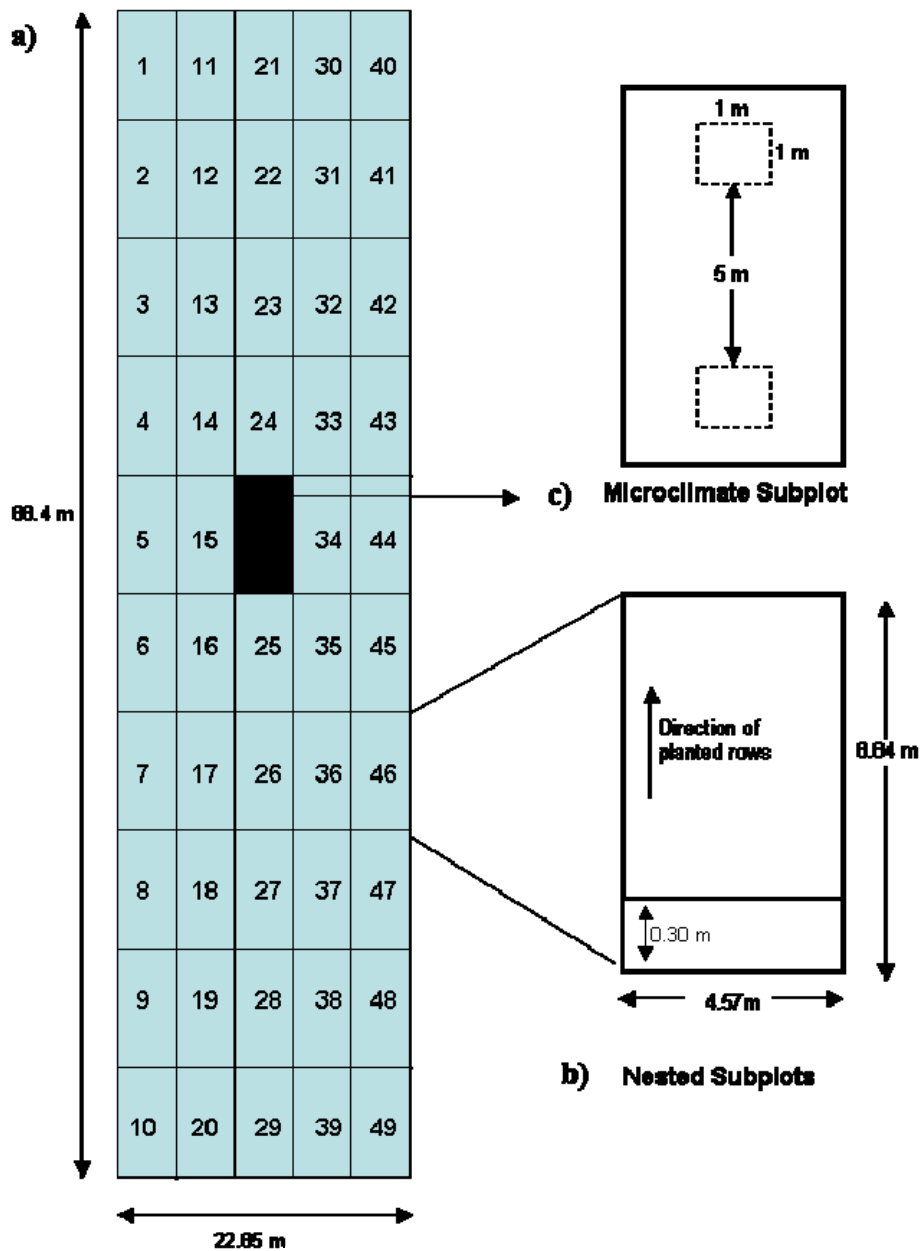 a)
1 11 21 30 40
2 12 22 31 41
3 13 23 32 42
4 14 24 33 43
5 15 34 44
6 16 25 35 45
7 17 26 36 46
8 18 27 37 47
9 19 28 38 48
10 20 29 39 49
66.4 m
22.85 m
1 m
1 m
5 m
c) Microclimate Subplot
Direction of
planted rows
6.64 m
0.30 m
4.57m
b) Nested Subplots